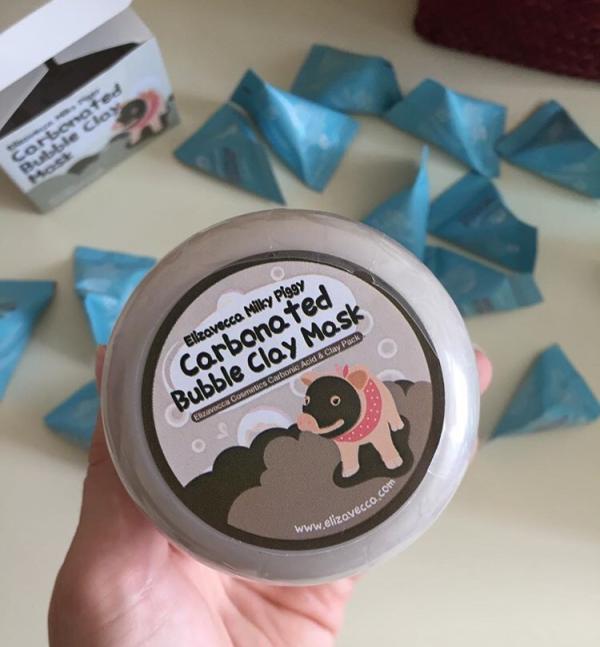 Elizavecca Milky Piggy
Carbonated
Bubble Clay
Mask
Elizavecca Milky Piggy
Carbonated
Bubble Clay Mask
Elizavecca Cosmetics Carbonic Acid & Clay Pack
www.elizavecca.com